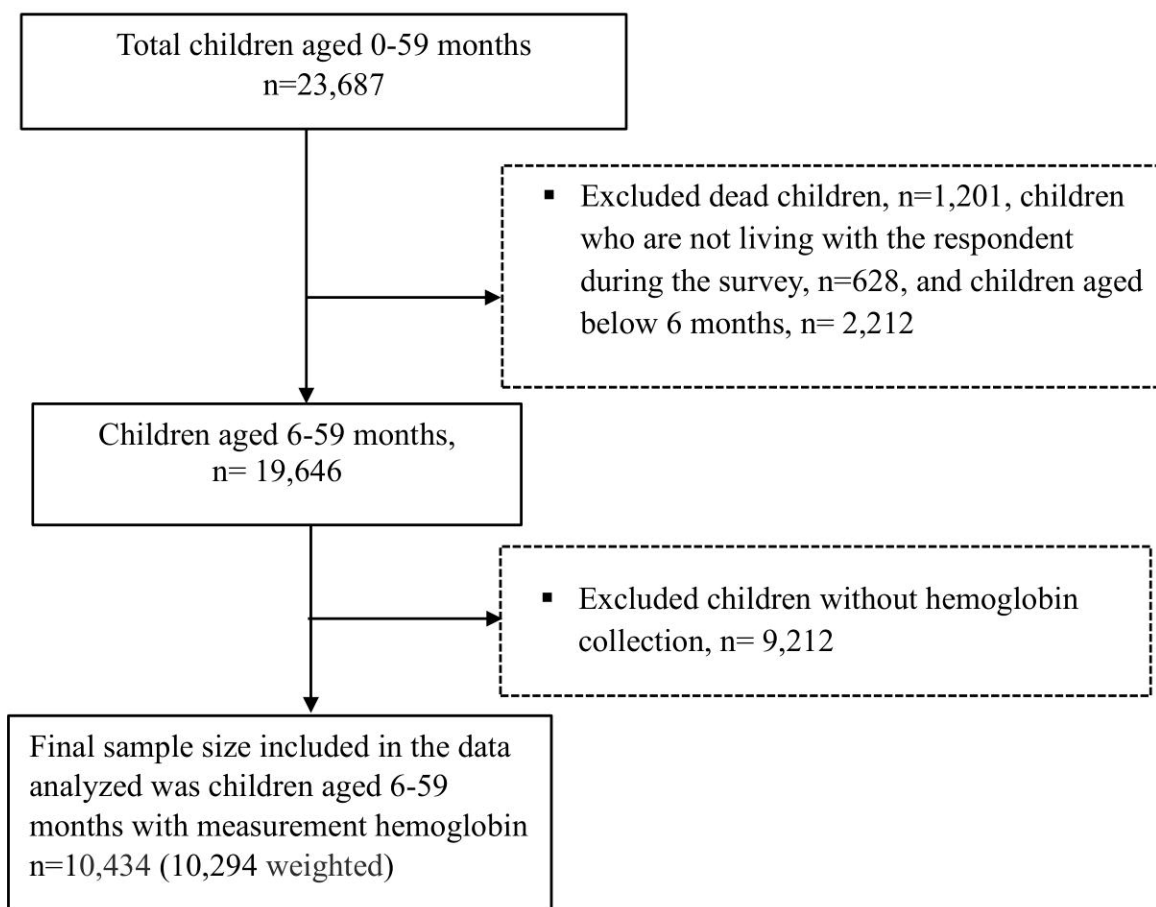 Total children aged 0-59 months
n=23,687
▪ Excluded dead children, n=1,201, children
who are not living with the respondent
during the survey, n=628, and children aged
below 6 months, n= 2,212
Children aged 6-59 months,
n= 19,646
▪ Excluded children without hemoglobin
collection, n= 9,212
Final sample size included in the data
analyzed was children aged 6-59
months with measurement hemoglobin
n=10,434 (10,294 weighted)